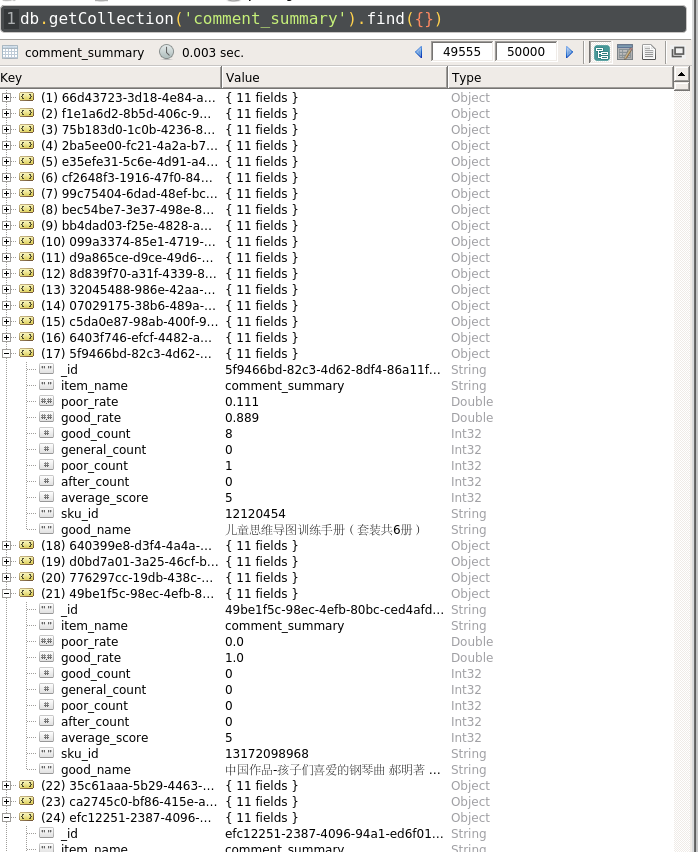 1 db.getCollection('comment_summary').find({})
comment_summary 0.003 sec. 49555 50000
Key Value Type
(1) 66d43723-3d18-4e84-a... { 11 fields } Object
(2) f1e1a6d2-8b5d-406c-9... { 11 fields } Object
(3) 75b183d0-1c0b-4236-8... { 11 fields } Object
(4) 2ba5ee00-fc21-4a2a-b7... { 11 fields } Object
(5) e35efe31-5c6e-4d91-a4... { 11 fields } Object
(6) cf2648f3-1916-47f0-84... { 11 fields } Object
(7) 99c75404-6dad-48ef-bc... { 11 fields } Object
(8) bec54be7-3e37-498e-8... { 11 fields } Object
(9) bb4dad03-f25e-4828-a... { 11 fields } Object
(10) 099a3374-85e1-4719-... { 11 fields } Object
(11) d9a865ce-d9ce-49d6-... { 11 fields } Object
(12) 8d839f70-a31f-4339-8... { 11 fields } Object
(13) 32045488-986e-42aa-... { 11 fields } Object
(14) 07029175-38b6-489a-... { 11 fields } Object
(15) c5da0e87-98ab-400f-9... { 11 fields } Object
(16) 6403f746-efcf-4482-a... { 11 fields } Object
(17) 5f9466bd-82c3-4d62-... { 11 fields } Object
_id 5f9466bd-82c3-4d62-8df4-86a11f... String
item_name comment_summary String
poor_rate 0.111 Double
good_rate 0.889 Double
good_count 8 Int32
general_count 0 Int32
poor_count 1 Int32
after_count 0 Int32
average_score 5 Int32
sku_id 12120454 String
good_name 儿童思维导图训练手册（套装共6册） String
(18) 640399e8-d3f4-4a4a-... { 11 fields } Object
(19) d0bd7a01-3a25-46cf-b... { 11 fields } Object
(20) 776297cc-19db-438c-... { 11 fields } Object
(21) 49be1f5c-98ec-4efb-8... { 11 fields } Object
_id 49be1f5c-98ec-4efb-80bc-ced4afd... String
item_name comment_summary String
poor_rate 0.0 Double
good_rate 1.0 Double
good_count 0 Int32
general_count 0 Int32
poor_count 0 Int32
after_count 0 Int32
average_score 5 Int32
sku_id 13172098968 String
good_name 中国作品-孩子们喜爱的钢琴曲 郝明著 ... String
(22) 35c61aaa-5b29-4463-... { 11 fields } Object
(23) ca2745c0-bf86-415e-a... { 11 fields } Object
(24) efc12251-2387-4096-... { 11 fields } Object
_id efc12251-2387-4096-94a1-ed6f01... String
item_name comment_summary String